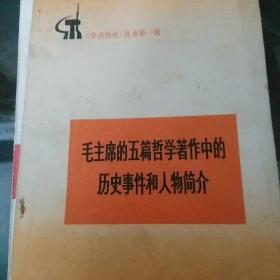 《学点历史》丛书第一辑
毛主席的五篇哲学著作中的
历史事件和人物简介